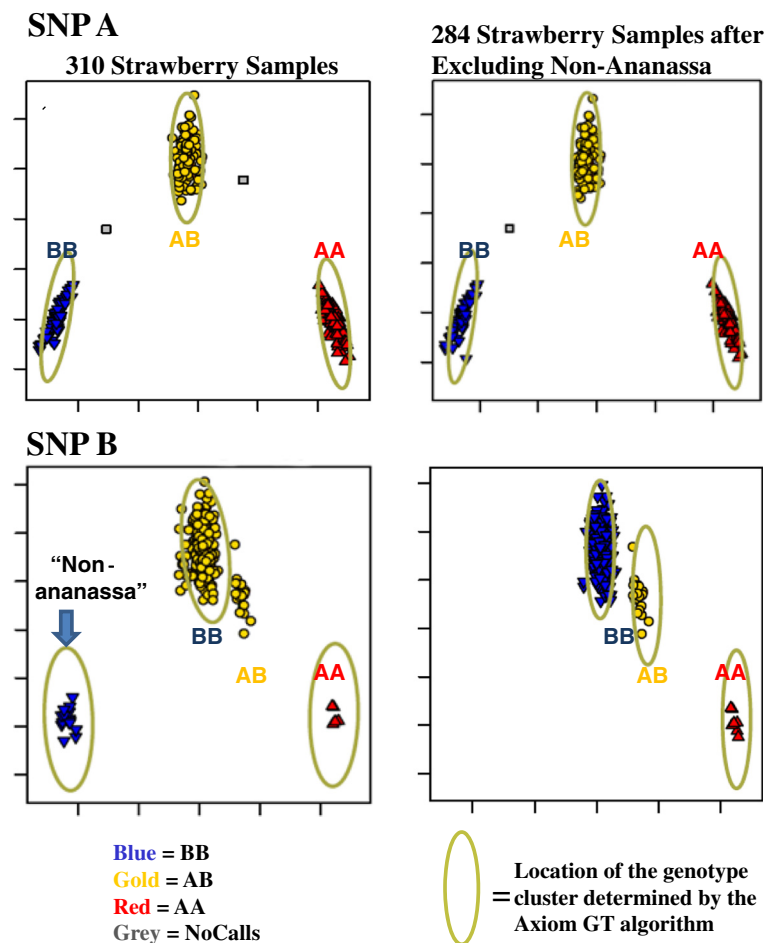 SNP A
310 Strawberry Samples
284 Strawberry Samples after
Excluding Non-Ananassa
BB
AB
AA
BB
AB
AA
SNP B
“Non-
ananassa”
BB
AB
AA
BB
AB
AA
Blue = BB
Gold = AB
Red = AA
Grey = NoCalls
Location of the genotype
= cluster determined by the
Axiom GT algorithm